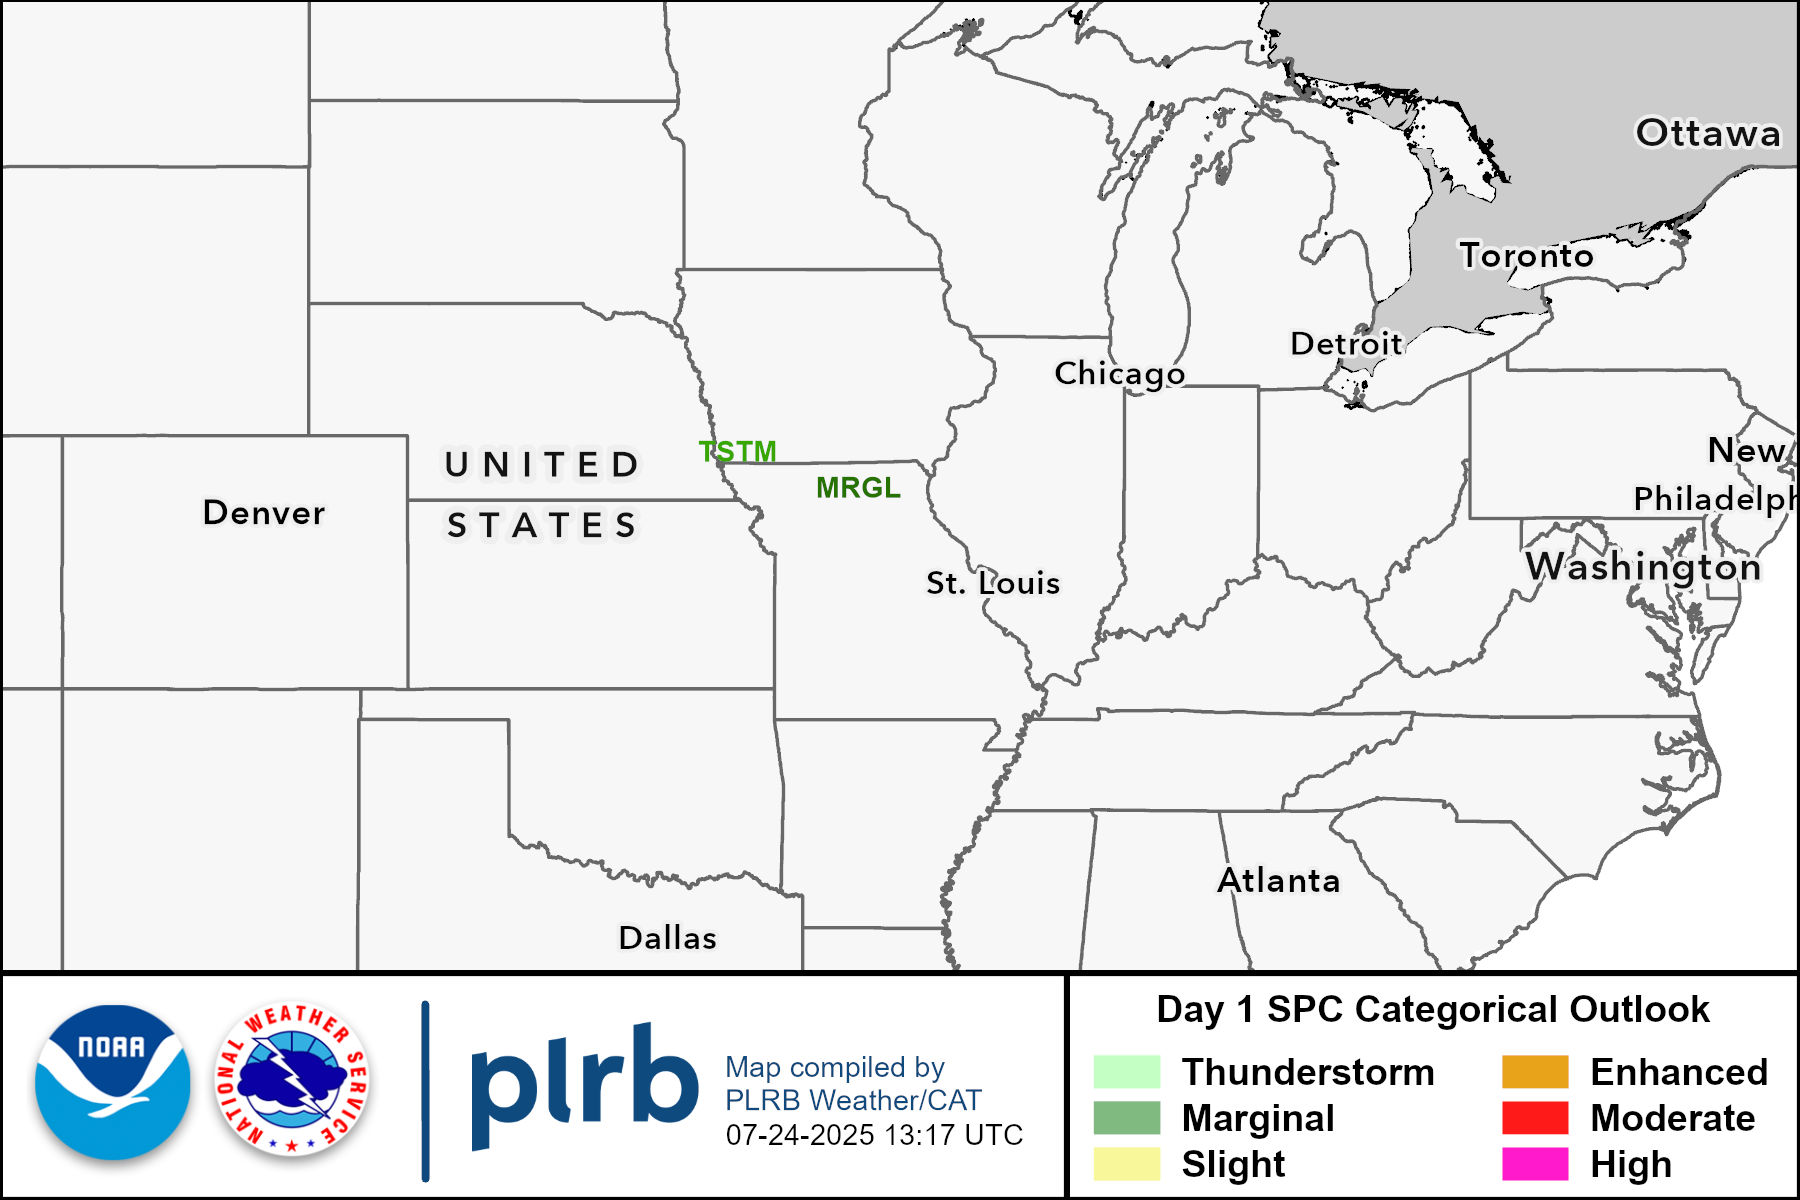 Ottawa
Toronto
Detroit
Chicago
New
TSTM
UNITED
MRGL
Philadelph
Denver
STATES
Washington
St. Louis
Atlanta
Dallas
NOAA
NATIONAL WEATHER SERVICE
plrb
Map compiled by
PLRB Weather/CAT
07-24-2025 13:17 UTC
Day 1 SPC Categorical Outlook
Thunderstorm
Enhanced
Marginal
Moderate
Slight
High